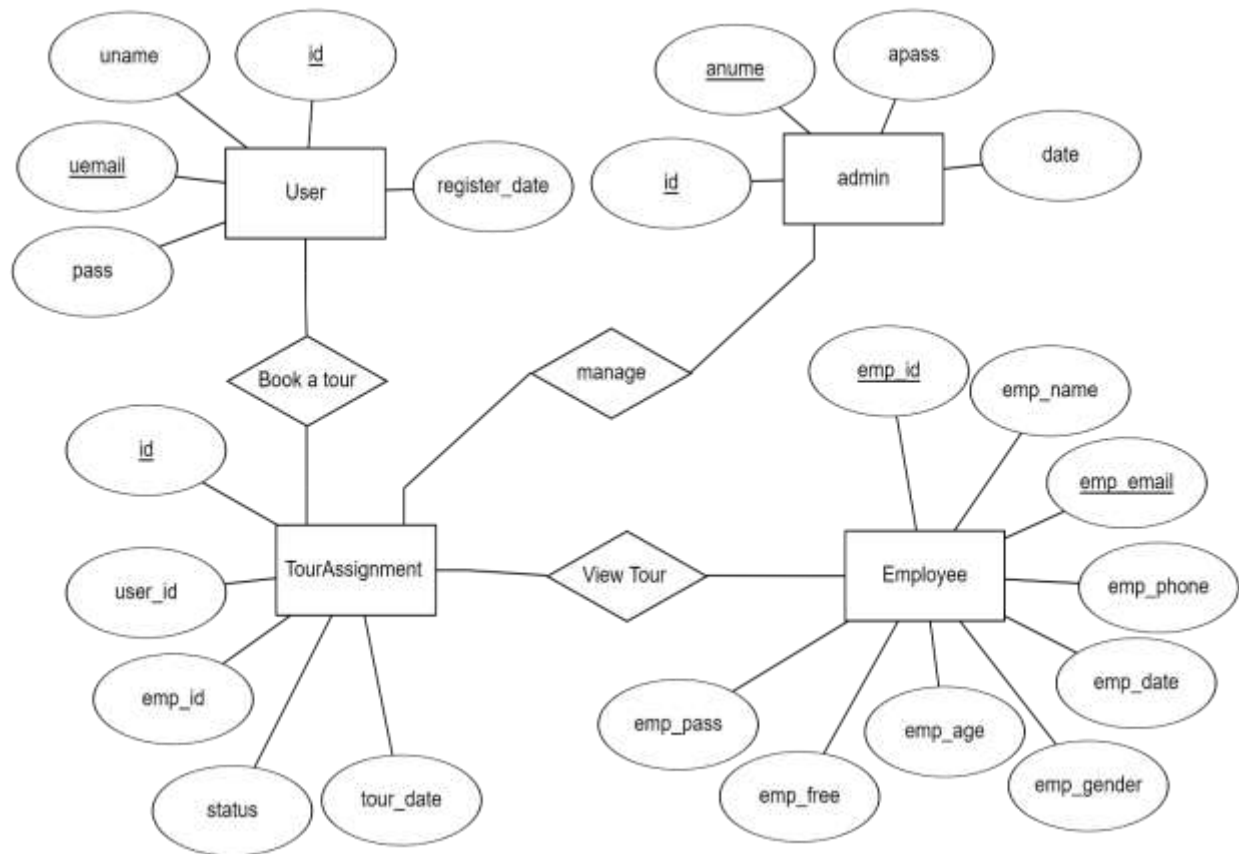 uname
id
anume
apass
uemail
User
register_date
id
admin
date
pass
Book a tour
manage
emp_id
emp_name
id
emp_email
TourAssignment
View Tour
Employee
user_id
emp_phone
emp_id
emp_date
emp_pass
emp_age
status
tour_date
emp_free
emp_gender